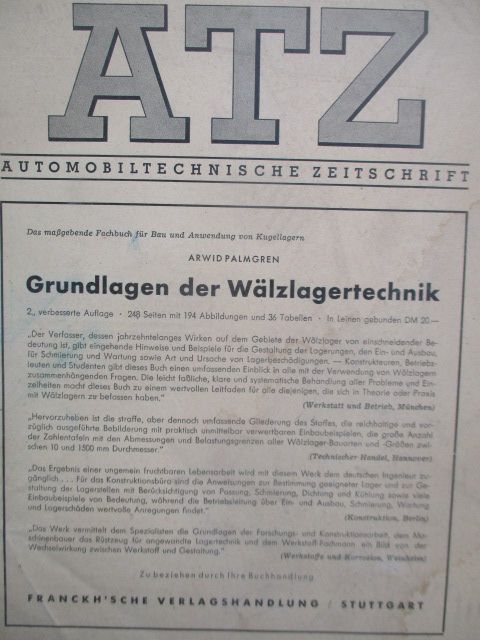 ATZ
AUTOMOBILTECHNISCHE ZEITSCHRIFT
Das maßgebende Fachbuch für Bau und Anwendung von Kugellagern
ARWID PALMGREN
Grundlagen der Wälzlagertechnik
2., verbesserte Auflage · 248 Seiten mit 194 Abbildungen und 36 Tabellen · In Leinen gebunden DM 20—
„Der Verfasser, dessen jahrzehntelanges Wirken auf dem Gebiete der Wälzlager von einschneidender Be-
deutung ist, gibt eingehende Hinweise und Beispiele für die Gestaltung der Lagerungen, den Ein- und Ausbau,
für Schmierung und Wartung sowie Art und Ursache von Lagerbeschädigungen. — Konstrukteuren, Betriebs-
leuten und Studenten gibt dieses Buch einen umfassenden Einblick in alle mit der Verwendung von Wälzlagern
zusammenhängenden Fragen. Die leicht faßliche, klare und systematische Behandlung aller Probleme und Ein-
zelheiten macht dieses Buch zu einem wertvollen Leitfaden für alle diejenigen, die sich in Theorie oder Praxis
mit Wälzlagern zu befassen haben."
(Werkstatt und Betrieb, München)
„Hervorzuheben ist die straffe, aber dennoch umfassende Gliederung des Stoffes, die reichhaltige und vor-
züglich ausgeführte Bebilderung mit praktisch unmittelbar verwertbaren Einbaubeispielen, die große Anzahl
der Zahlentafeln mit den Abmessungen und Belastungsgrenzen aller Wälzlager-Bauarten und -Größen zwi-
schen 10 und 1500 mm Durchmesser."
(Technischer Handel, Hannover)
„Das Ergebnis einer ungemein fruchtbaren Lebensarbeit wird mit diesem Werk dem deutschen Ingenieur zu-
gänglich... Für das Konstruktionsbüro sind die Anweisungen zur Bestimmung geeigneter Lager und zur Ge-
staltung der Lagerstellen mit Berücksichtigung von Passung, Schmierung, Dichtung und Kühlung sowie viele
Einbaubeispiele von Bedeutung, während die Betriebsleitung über Ein- und Ausbau, Schmierung, Wartung
und Lagerschäden wertvolle Anregungen findet."
(Konstruktion, Berlin)
„Das Werk vermittelt dem Spezialisten die Grundlagen der Forschungs- und Konstruktionsarbeit, dem Ma-
schinenbauer das Rüstzeug für angewandte Lagertechnik und dem Werkstoff-Fachmann ein Bild von der
Wechselwirkung zwischen Werkstoff und Gestaltung."
(Werkstoffe und Korrosion, Weinheim)
Zu beziehen durch Ihre Buchhandlung
FRANCKH'SCHE VERLAGSHANDLUNG / STUTTGART